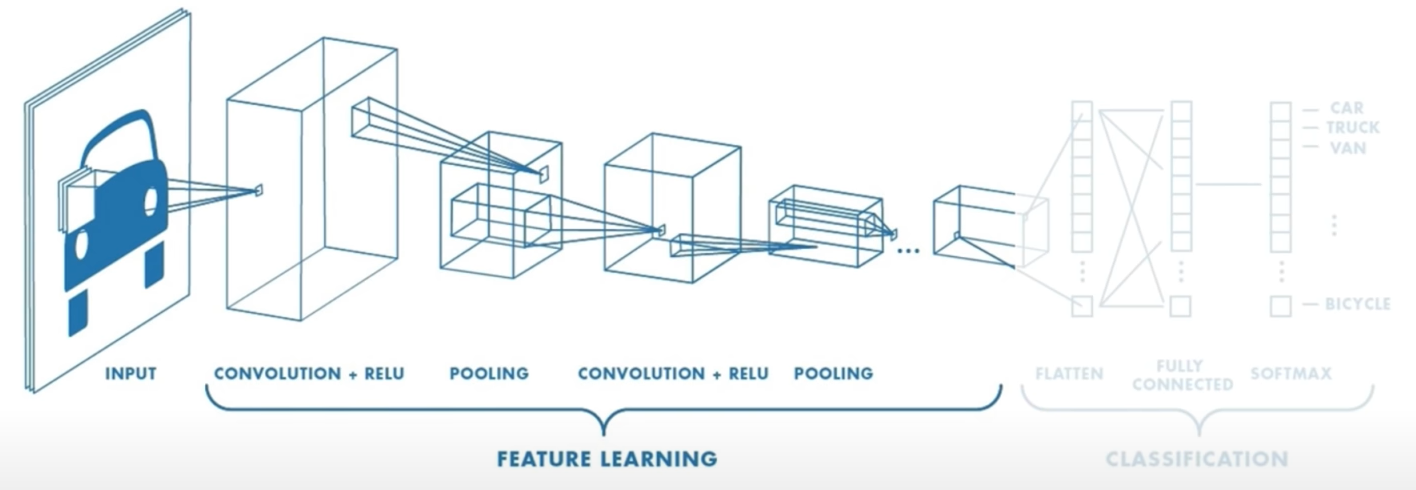 CAR
TRUCK
VAN
BICYCLE
INPUT
CONVOLUTION + RELU
POOLING
CONVOLUTION + RELU
POOLING
FLATTEN
FULLY
CONNECTED
SOFTMAX
FEATURE LEARNING
CLASSIFICATION